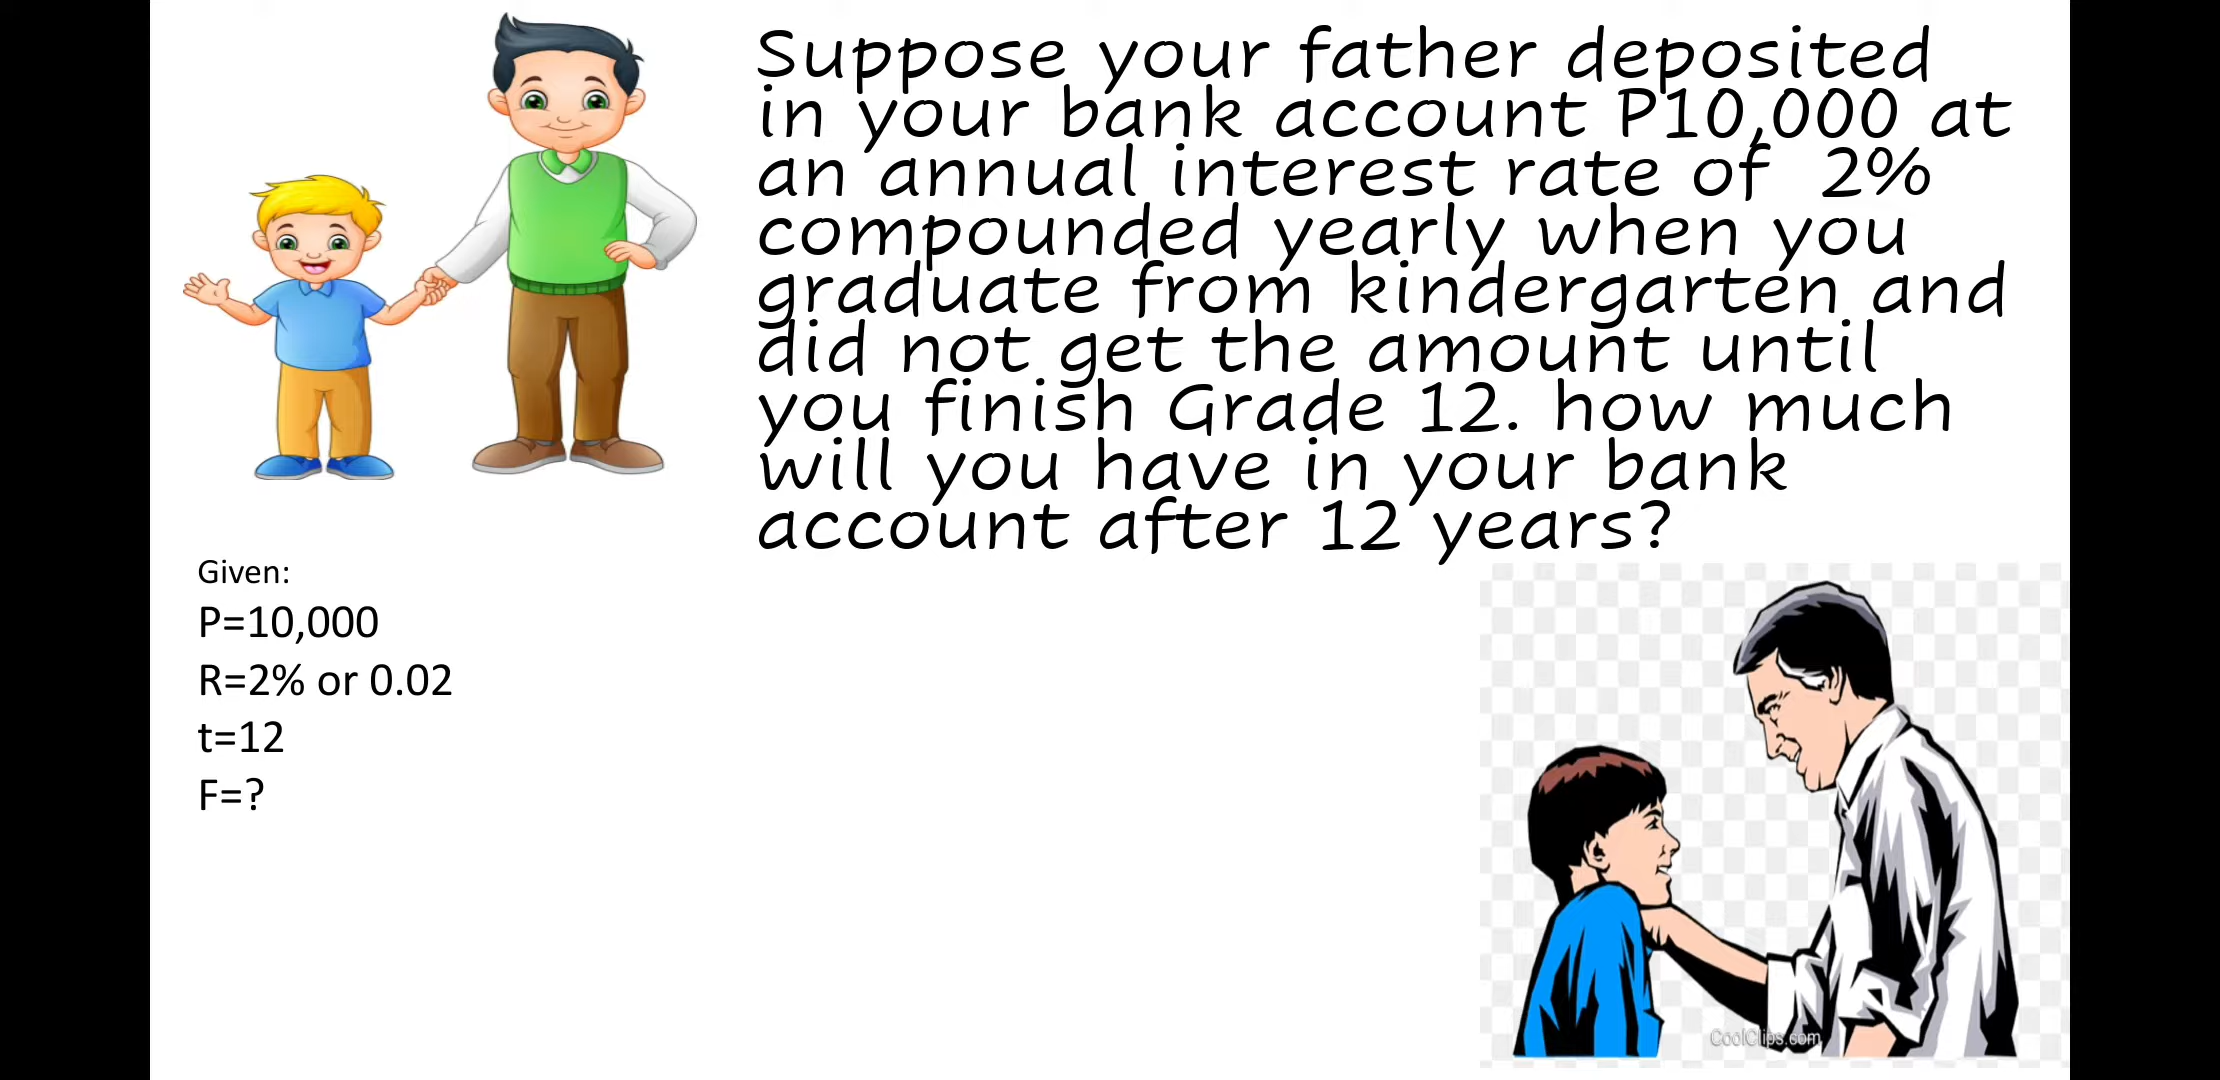 Suppose your father deposited
in your bank account P10,000 at
an annual interest rate of 2%
compounded yearly when you
graduate from kindergarten and
did not get the amount until
you finish Grade 12. how much
will you have in your bank
account after 12 years?
Given:
P=10,000
R=2% or 0.02
t=12
F=?
CoolClips.com